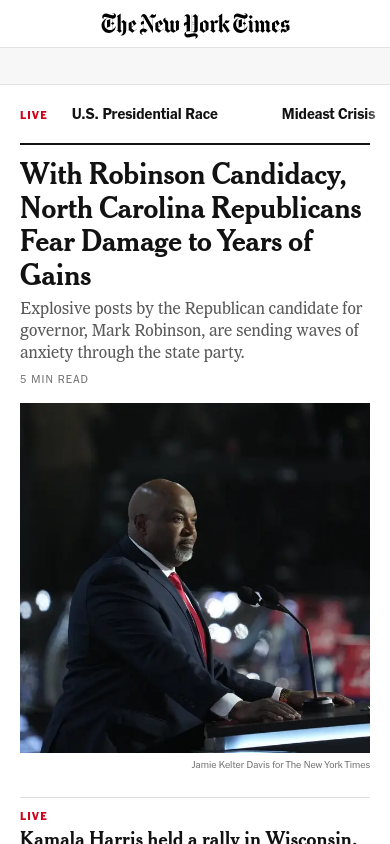 The New York Times
LIVE U.S. Presidential Race Mideast Crisis
With Robinson Candidacy,
North Carolina Republicans
Fear Damage to Years of
Gains
Explosive posts by the Republican candidate for
governor, Mark Robinson, are sending waves of
anxiety through the state party.
5 MIN READ
Jamie Kelter Davis for The New York Times
LIVE
Kamala Harris held a rally in Wisconsin,